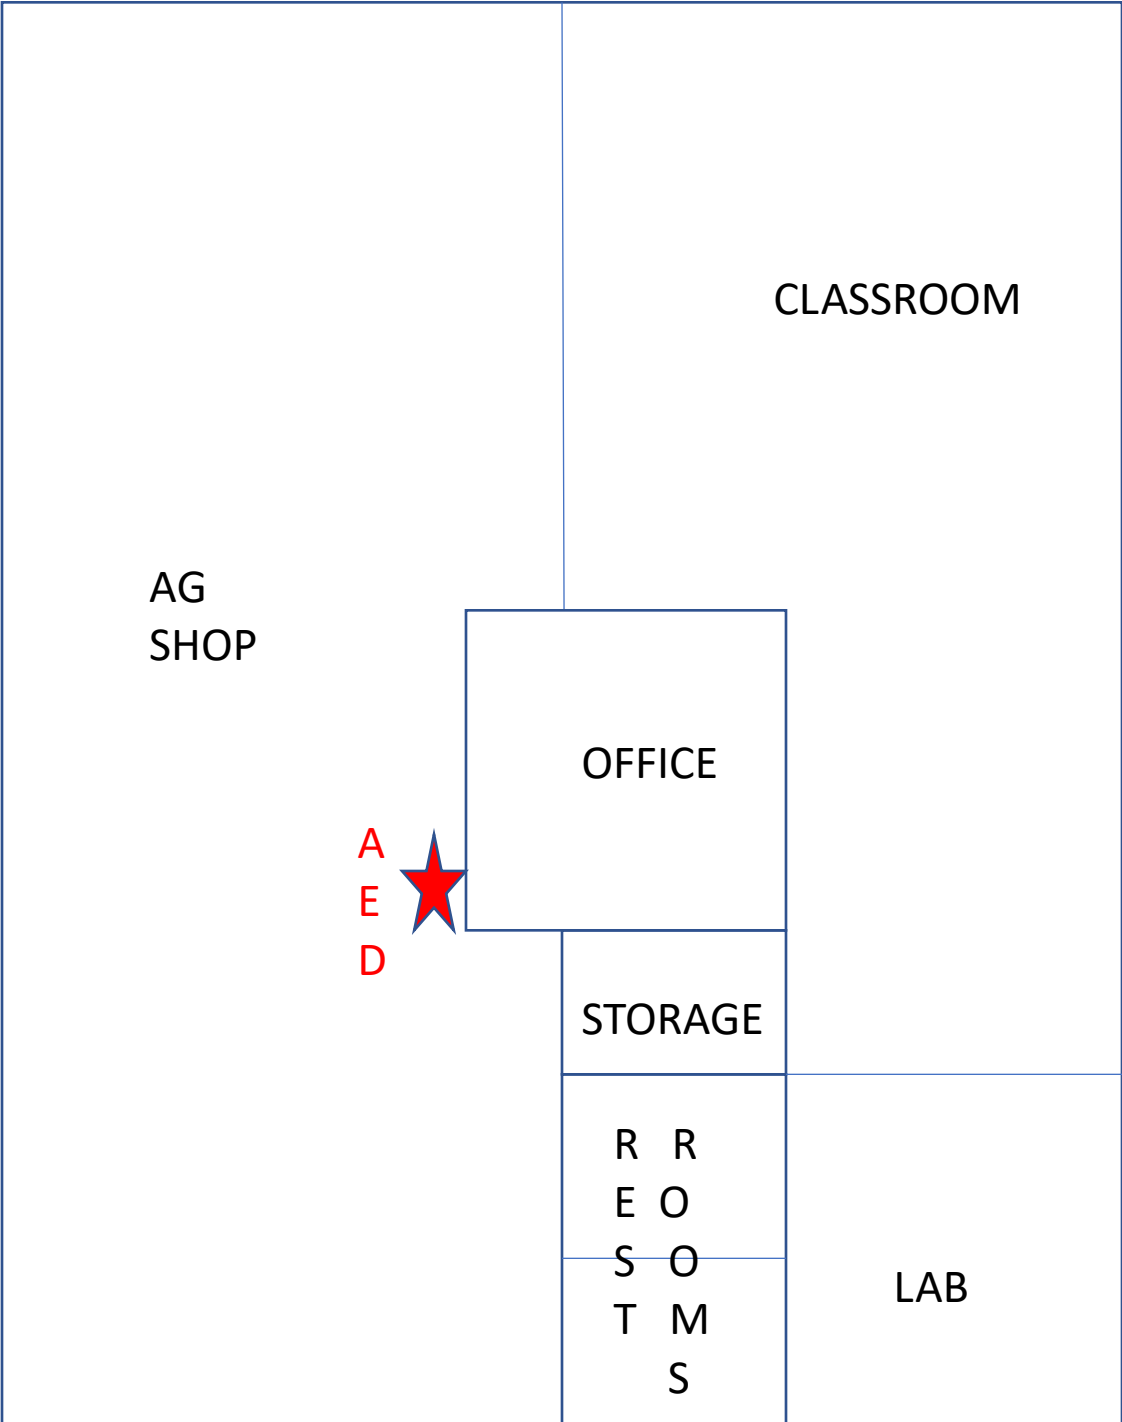 CLASSROOM
AG
SHOP
OFFICE
A
E
D
STORAGE
R R
E O
S O
T M
S
LAB